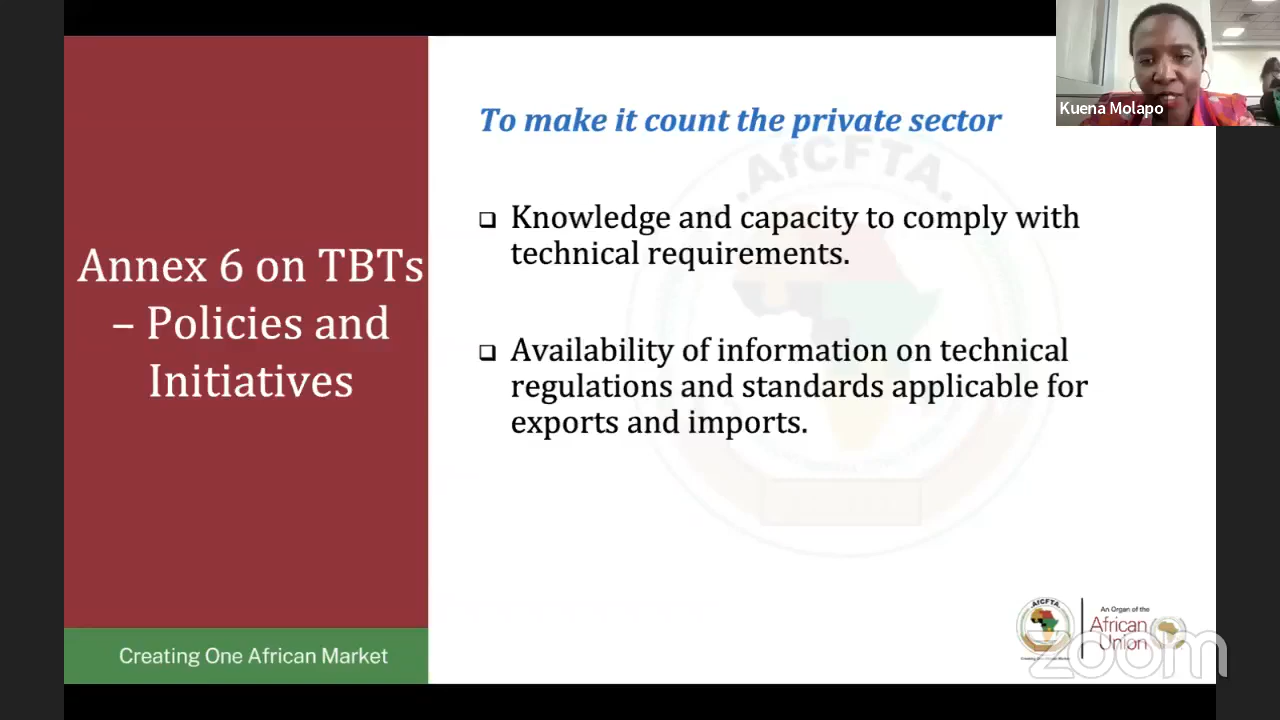 Kuena Molapo
To make it count the private sector
.AfCFTA.
❑ Knowledge and capacity to comply with
technical requirements.
❑ Availability of information on technical
regulations and standards applicable for
exports and imports.
Annex 6 on TBTs
– Policies and
Initiatives
Creating One African Market
AfCFTA
An Organ of the
African
Union
zoom